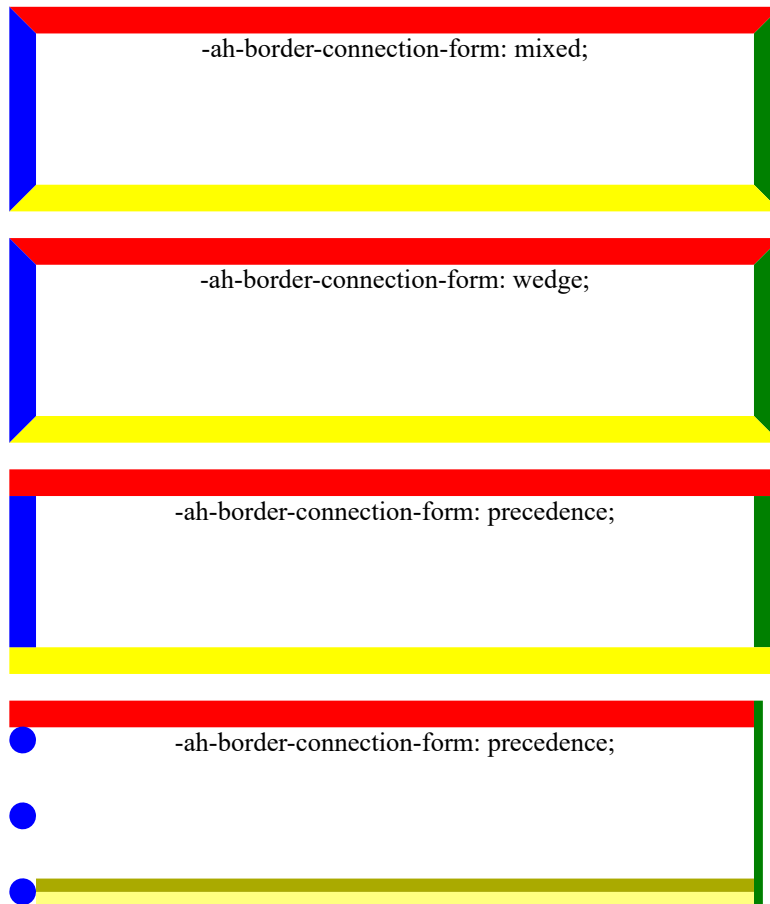 -ah-border-connection-form: mixed;
-ah-border-connection-form: wedge;
-ah-border-connection-form: precedence;
-ah-border-connection-form: precedence;